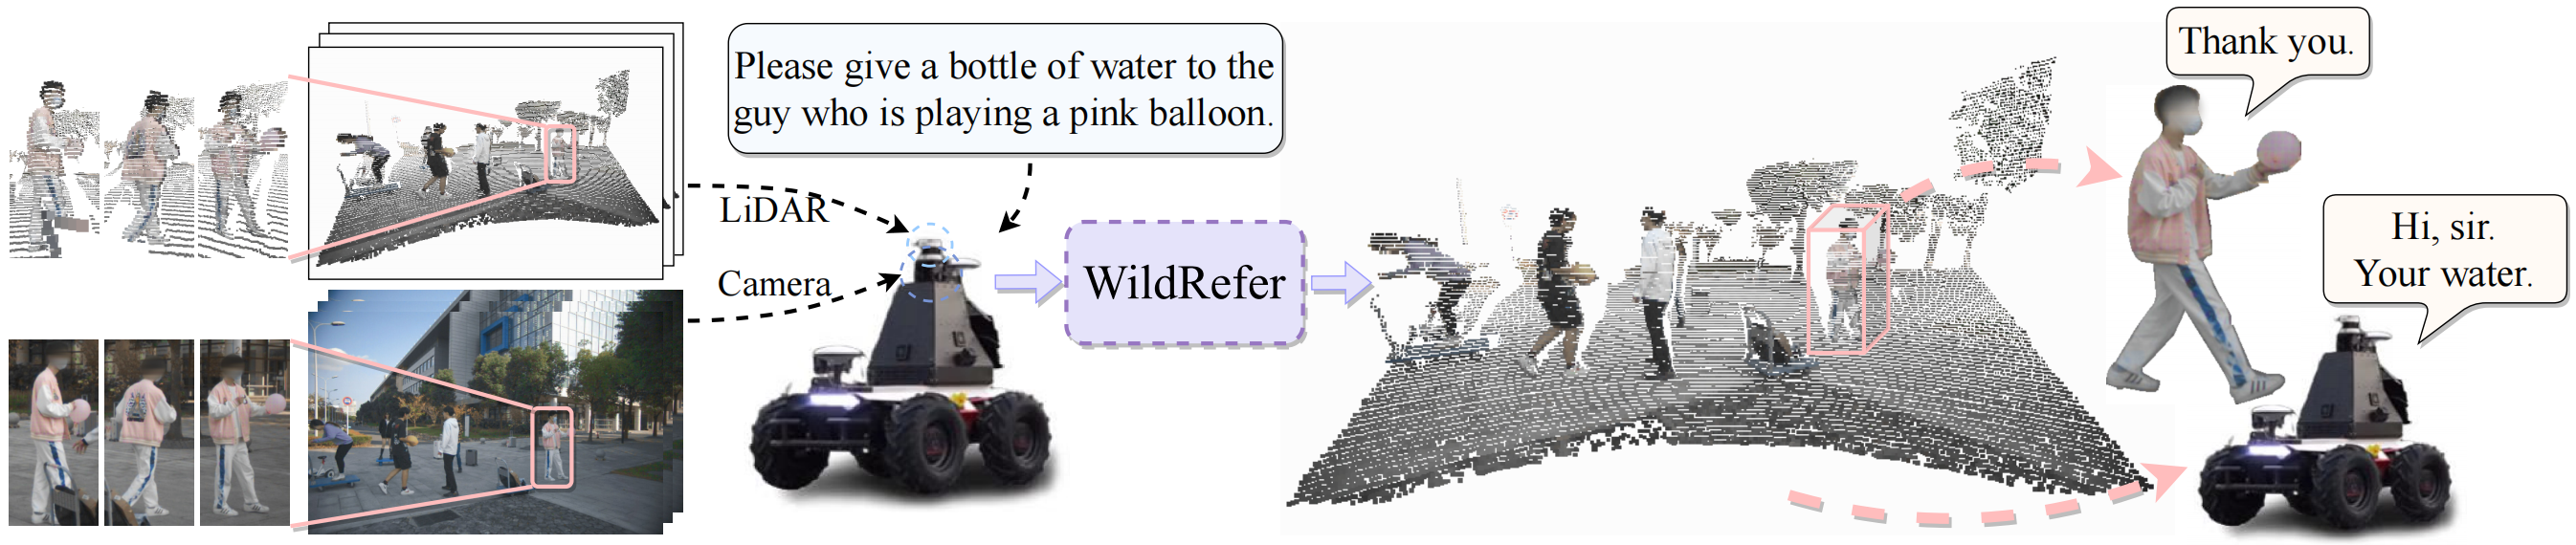 Please give a bottle of water to the
guy who is playing a pink balloon.
LiDAR
Camera
WildRefer
Thank you.
Hi, sir.
Your water.